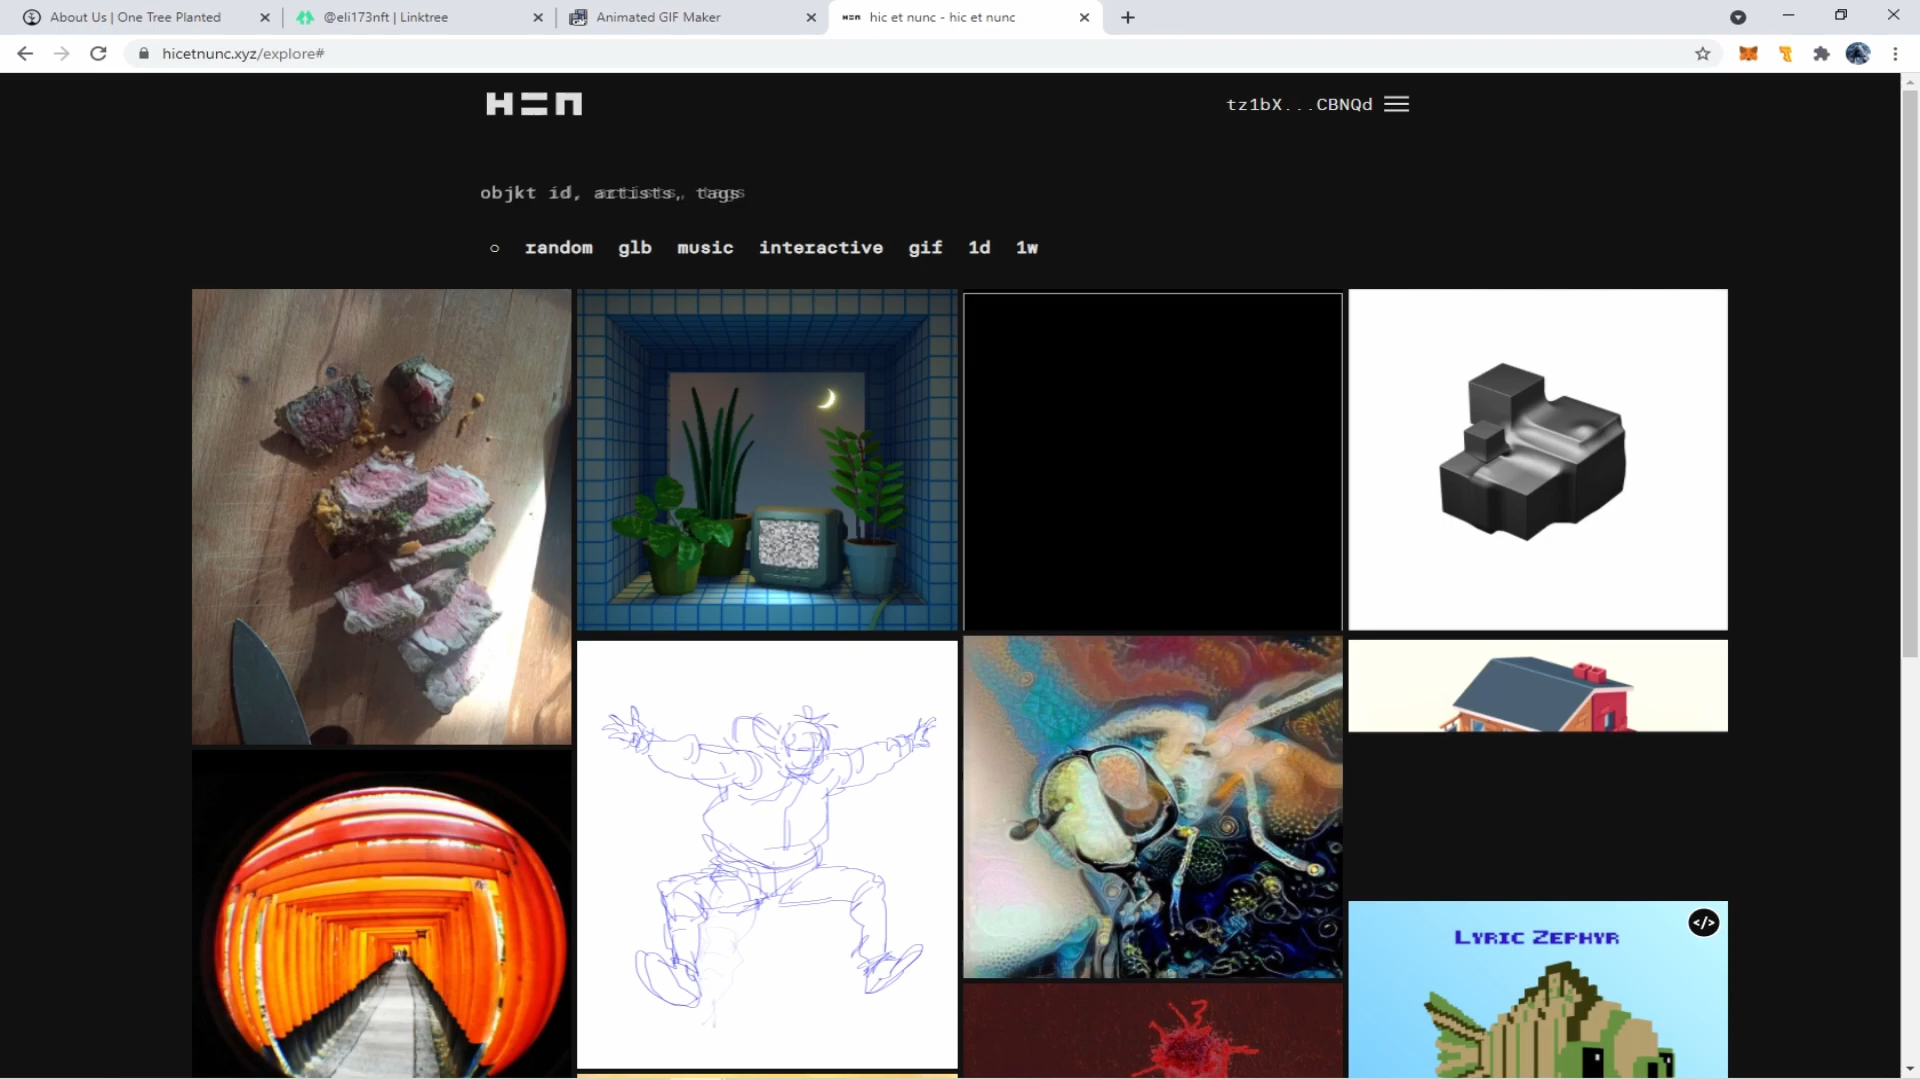 About Us | One Tree Planted
@eli173nft | Linktree
Animated GIF Maker
hic et nunc - hic et nunc
hicetnunc.xyz/explore#
H=N
tz1bX...CBNQd
objkt id, artists, tags
random glb music interactive gif 1d 1w
</>
LYRIC ZEPHYR